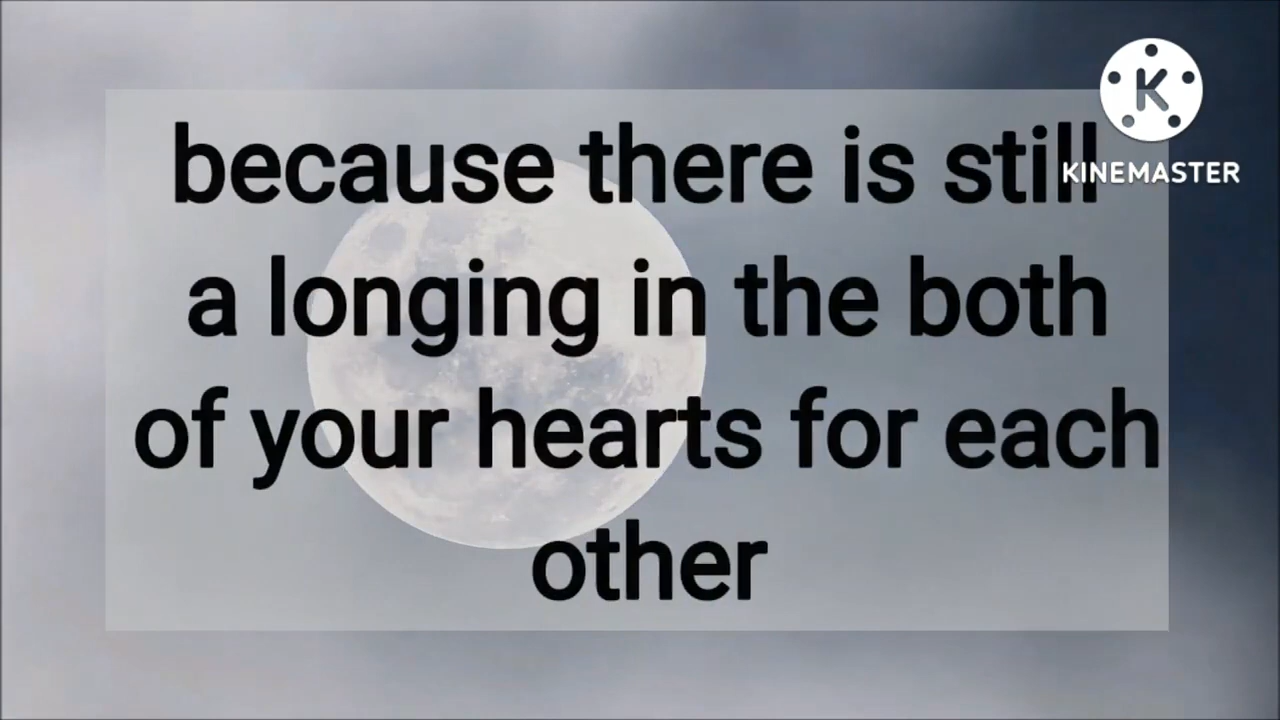 because there is still
a longing in the both
of your hearts for each
other
K
KINEMASTER